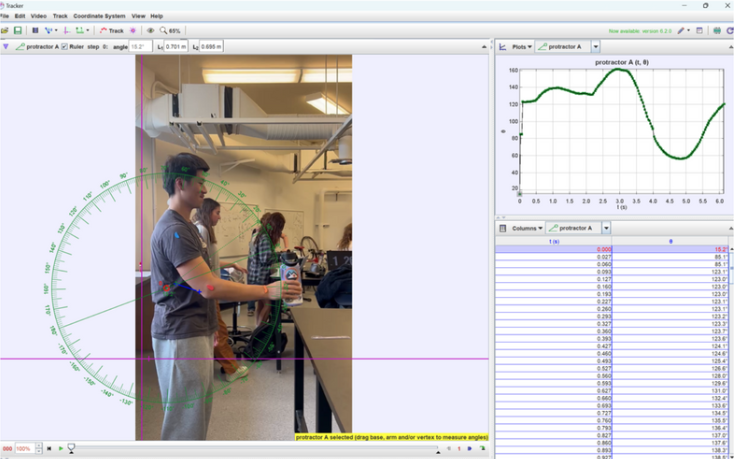 Tracker
File Edit Video Track Coordinate System View Help
Track 65%
Now available: version 6.2.0
protractor A Ruler step 0: angle 15.2° L₁ 0.701 m L₂ 0.695 m
Plots protractor A
protractor A (t, θ)
160
140
120
100
80
60
40
20
θ
0 0.5 1.0 1.5 2.0 2.5 3.0 3.5 4.0 4.5 5.0 5.5 6.0
t (s)
Columns protractor A
t (s) θ
0.000 15.2°
0.027 85.1°
0.060 85.1°
0.093 123.1°
0.127 123.0°
0.160 123.0°
0.193 123.0°
0.227 123.1°
0.260 123.1°
0.293 123.2°
0.327 123.3°
0.360 123.7°
0.393 123.6°
0.427 124.1°
0.460 124.6°
0.493 125.4°
0.527 126.9°
0.560 128.0°
0.593 129.6°
0.627 131.0°
0.660 132.4°
0.693 133.6°
0.727 134.5°
0.760 135.3°
0.793 136.4°
0.827 137.0°
0.860 137.8°
0.893 138.3°
protractor A selected (drag base, arm and/or vertex to measure angles)
000 100% 1